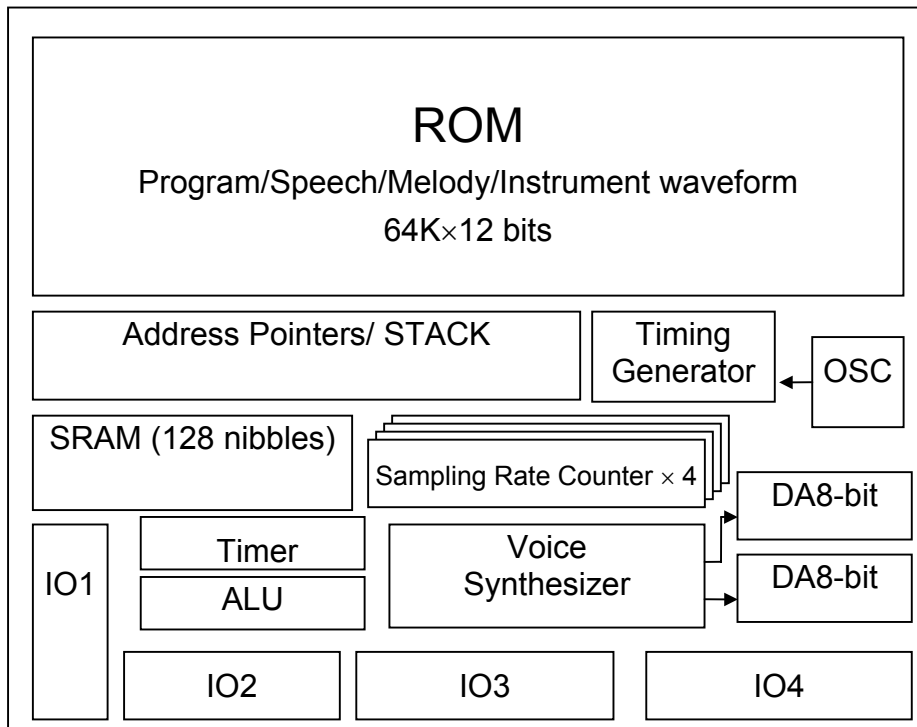 ROM
Program/Speech/Melody/Instrument waveform
64K×12 bits
Address Pointers/ STACK
Timing
Generator
OSC
SRAM (128 nibbles)
Sampling Rate Counter × 4
DA8-bit
IO1
Timer
Voice
Synthesizer
DA8-bit
ALU
IO2
IO3
IO4